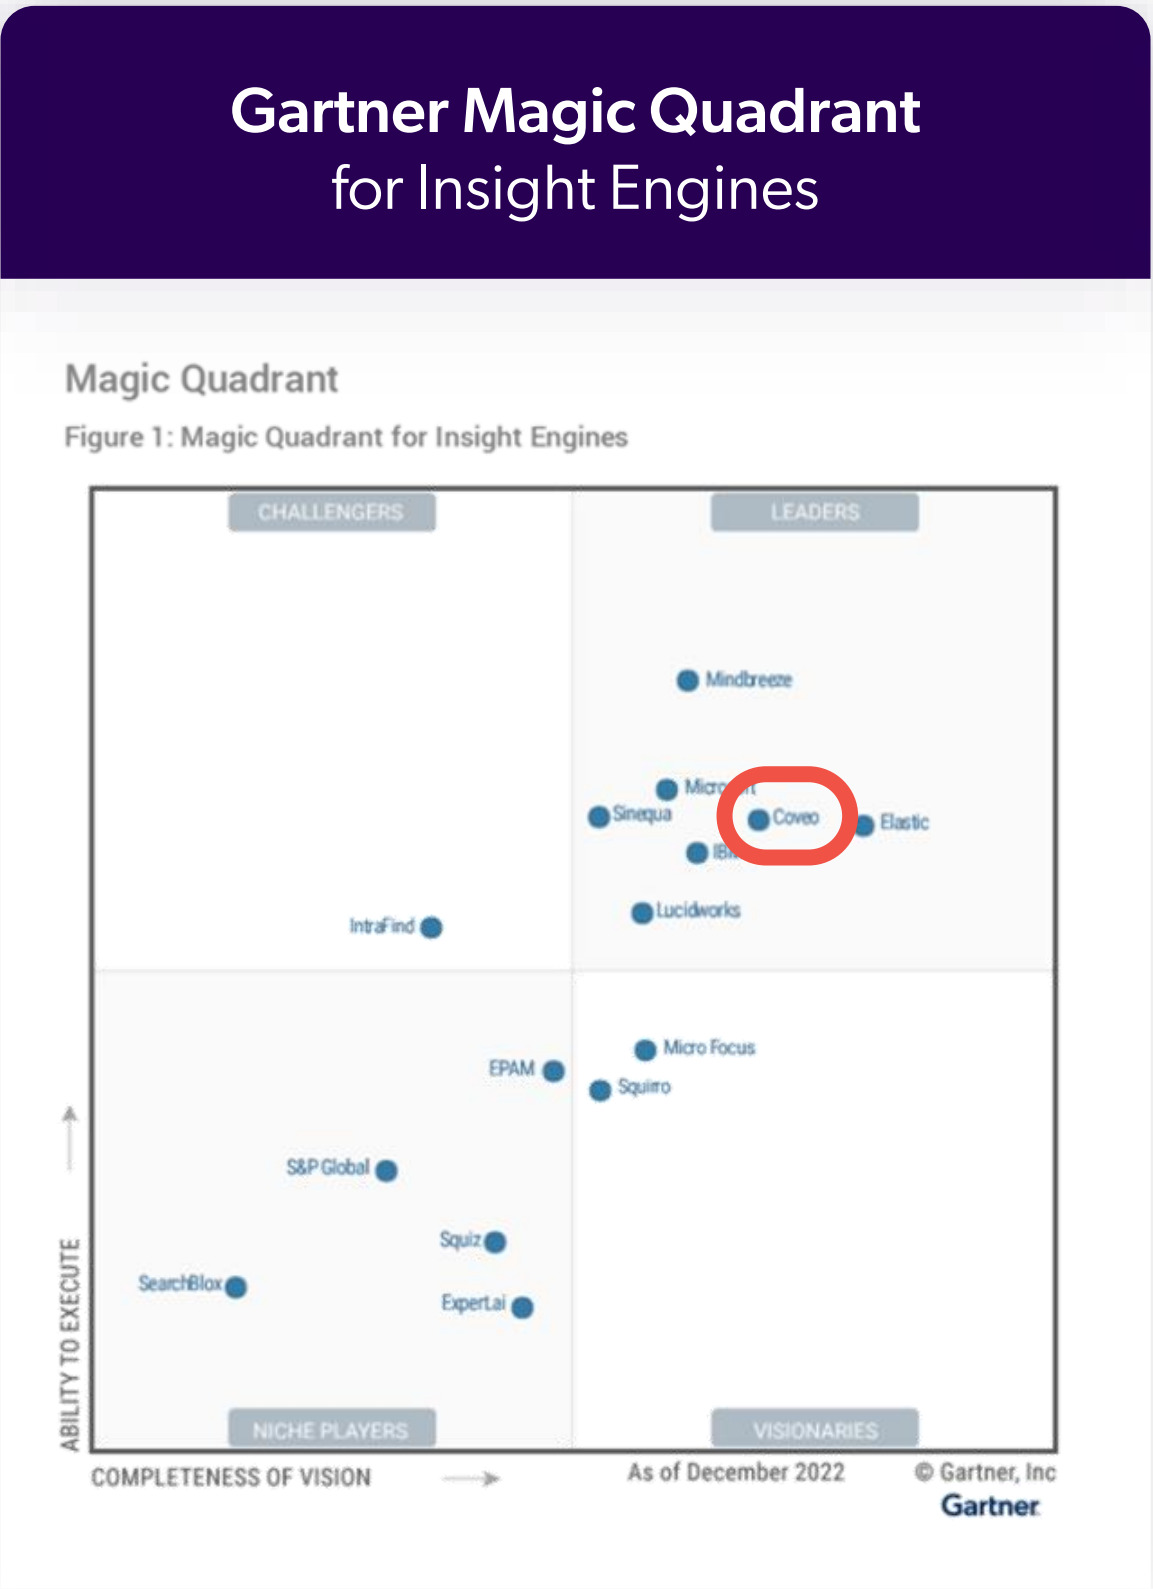 Gartner Magic Quadrant
for Insight Engines
Magic Quadrant
Figure 1: Magic Quadrant for Insight Engines
CHALLENGERS
LEADERS
Mindbreeze
Sinequa
Coveo
Elastic
Lucidworks
IntraFind
Micro Focus
EPAM
Squirro
S&P Global
Squiz
SearchBlox
Expert.ai
ABILITY TO EXECUTE
NICHE PLAYERS
VISIONARIES
COMPLETENESS OF VISION
As of December 2022
© Gartner, Inc
Gartner